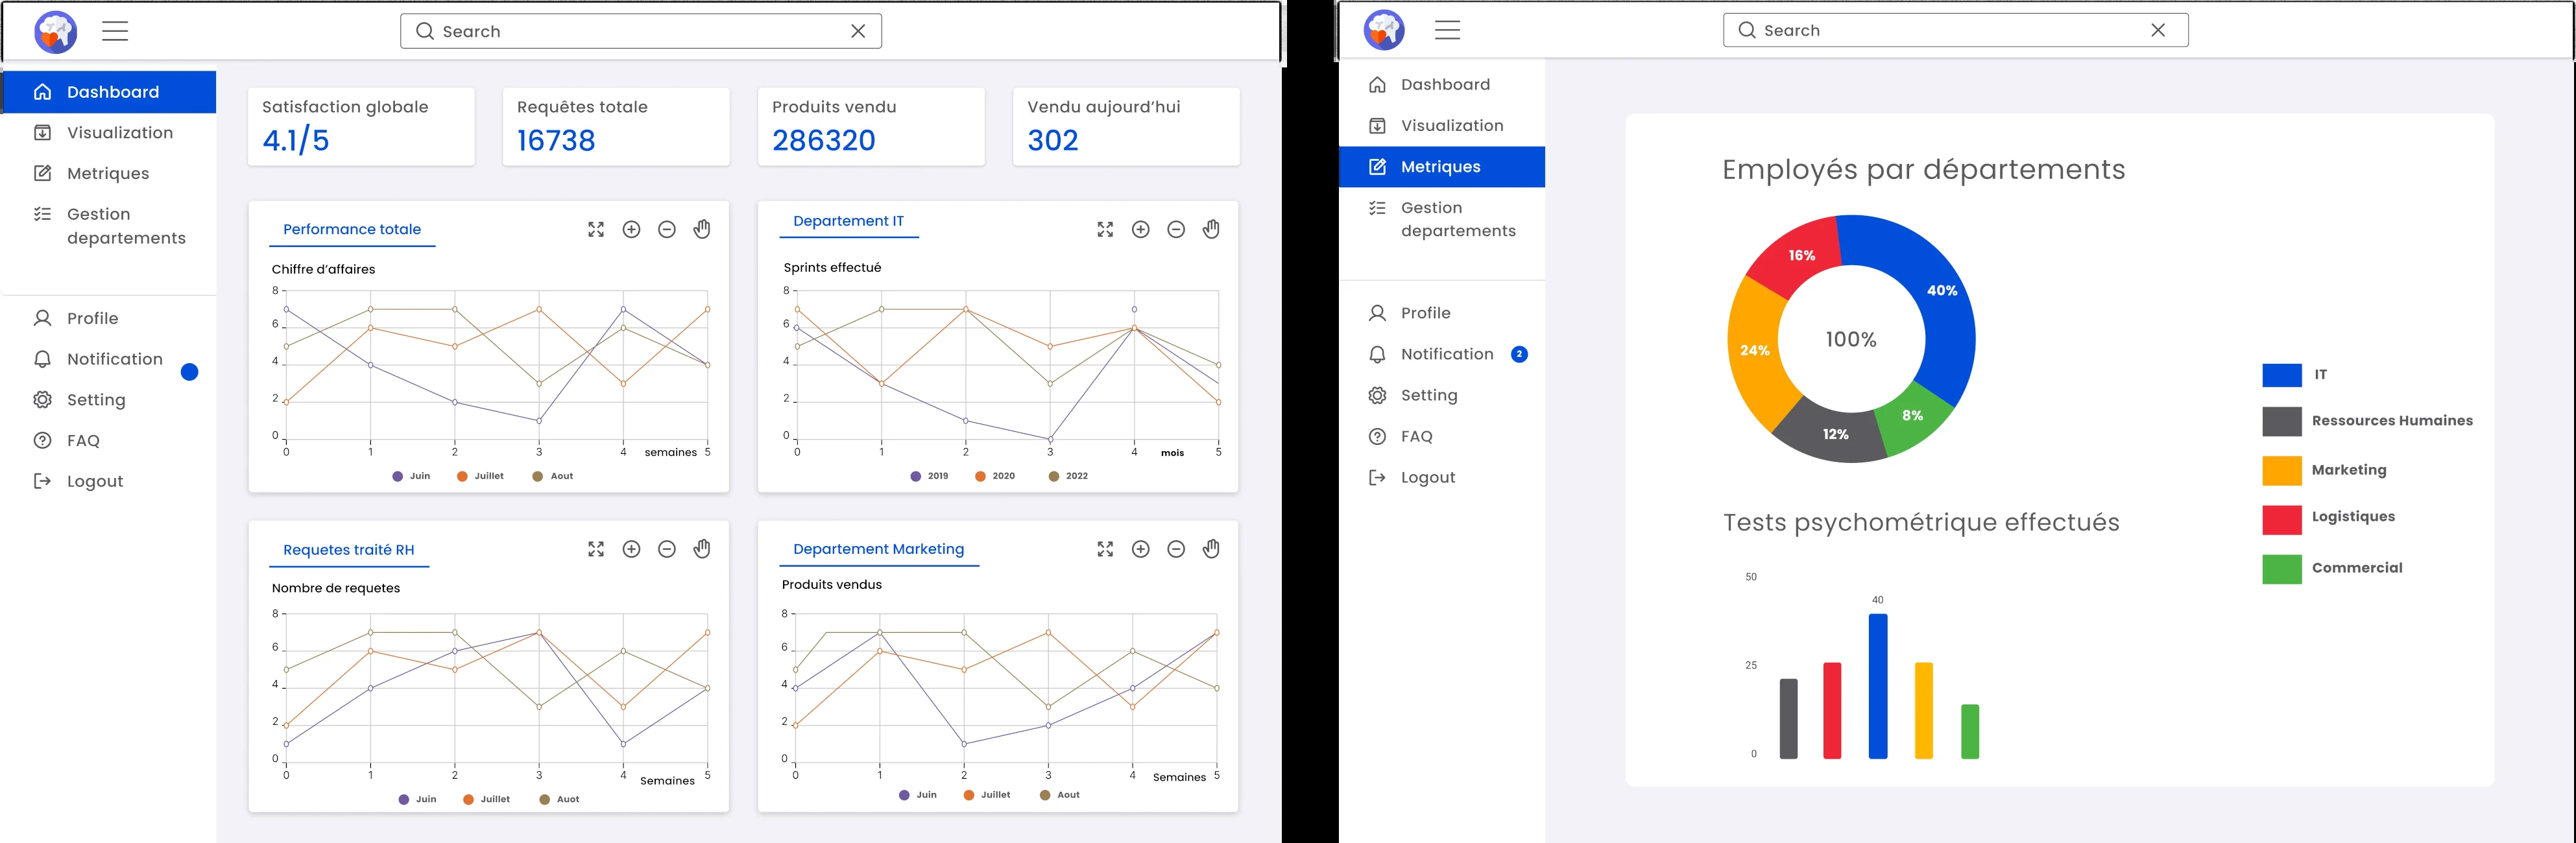 Search
Dashboard
Visualization
Metriques
Gestion
departements
Profile
Notification
Setting
FAQ
Logout
Satisfaction globale
4.1/5
Requêtes totale
16738
Produits vendu
286320
Vendu aujourd'hui
302
Performance totale
Chiffre d'affaires
8
6
4
2
0
0 1 2 3 4 semaines 5
Juin Juillet Aout
Departement IT
Sprints effectué
8
6
4
2
0
0 1 2 3 4 mois 5
2019 2020 2022
Requetes traité RH
Nombre de requetes
8
6
4
2
0
0 1 2 3 4 Semaines 5
Juin Juillet Auot
Departement Marketing
Produits vendus
8
6
4
2
0
0 1 2 3 4 Semaines 5
Juin Juillet Aout
Search
Dashboard
Visualization
Metriques
Gestion
departements
Profile
Notification 2
Setting
FAQ
Logout
Employés par départements
16%
40%
100%
24%
8%
12%
IT
Ressources Humaines
Marketing
Logistiques
Commercial
Tests psychométrique effectués
50
40
25
0